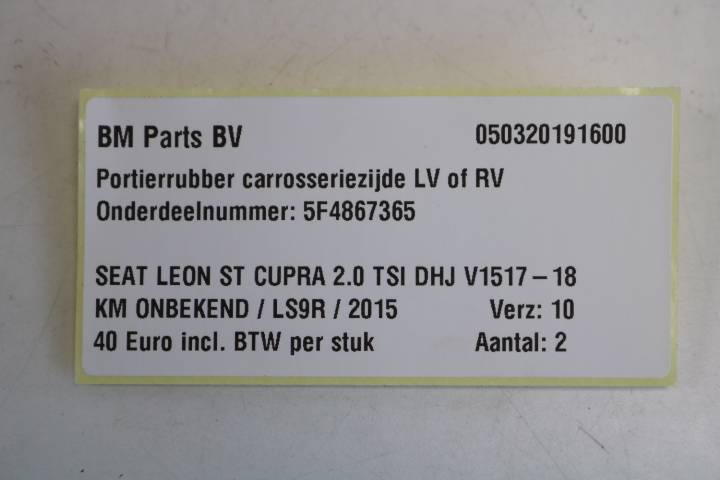 BM Parts BV 050320191600
Portierrubber carrosseriezijde LV of RV
Onderdeelnummer: 5F4867365
SEAT LEON ST CUPRA 2.0 TSI DHJ V1517 – 18
KM ONBEKEND / LS9R / 2015 Verz: 10
40 Euro incl. BTW per stuk Aantal: 2